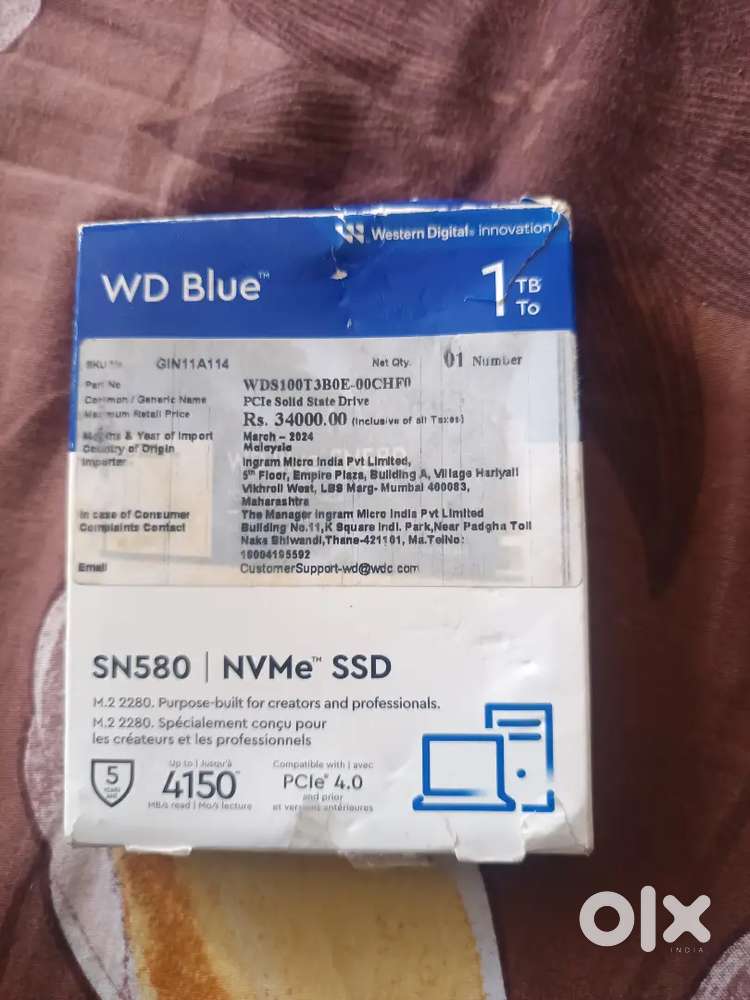 Western Digital® innovation
WD Blue™
1 TB
To
GIN11A114
Net Qty. 01 Number
Part No WDS100T3B0E-00CHF0
Common / Generic Name PCIe Solid State Drive
Maximum Retail Price Rs. 34000.00 (Inclusive of all Taxes)
Months & Year of Import March – 2024
Country of Origin Malaysia
Importer Ingram Micro India Pvt Limited,
5th Floor, Empire Plaza, Building A, Village Hariyali
Vikhroli West, LBS Marg- Mumbai 400083,
Maharashtra
In case of Consumer The Manager Ingram Micro India Pvt Limited
Complaints Contact Building No.11,K Square Indl. Park,Near Padgha Toll
Naka Bhiwandi,Thane-421101, Ma.TelNo:
18004195592
Email CustomerSupport-wd@wdc com
SN580 | NVMe™ SSD
M.2 2280. Purpose-built for creators and professionals.
M.2 2280. Spécialement conçu pour
les créateurs et les professionnels
5
YEARS
ANS
Up to | Jusqu'à
4150
MB/s read | Mo/s lecture
Compatible with | avec
PCIe® 4.0
and prior
et versions antérieures
olx
INDIA